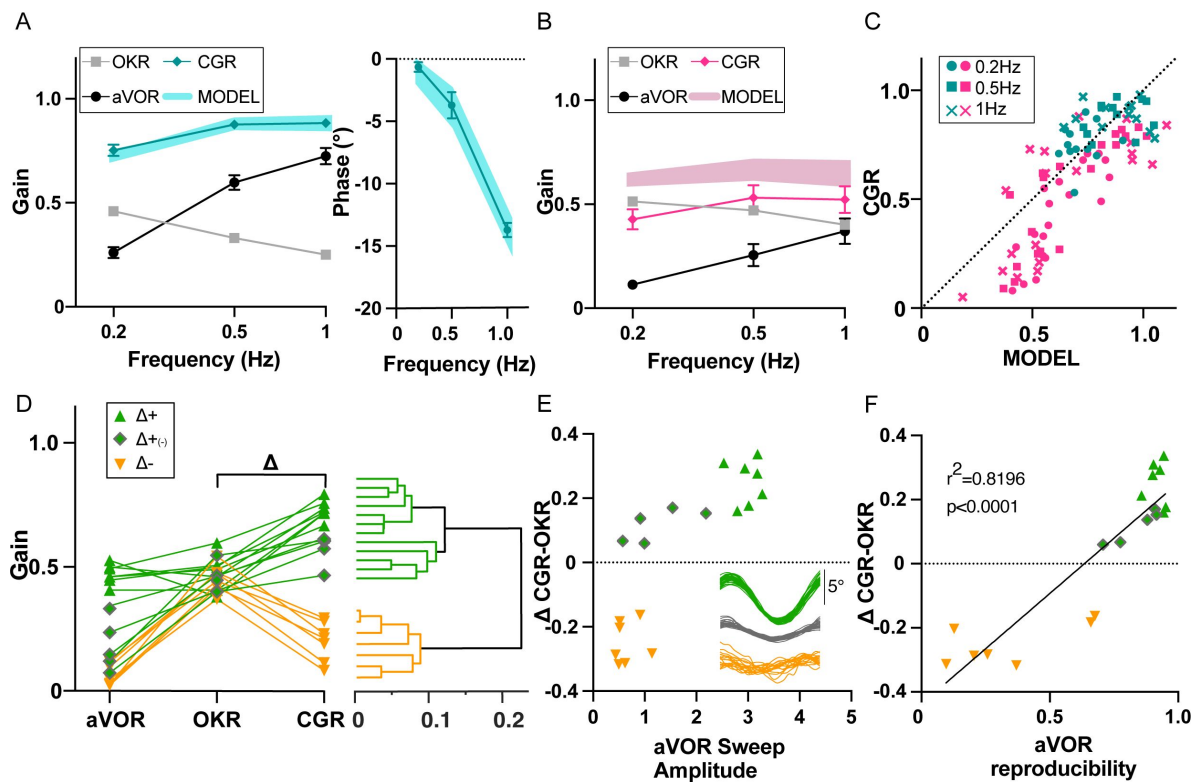 A
OKR
CGR
aVOR
MODEL
1.0
0.5
0
Gain
0.2
0.5
1
Frequency (Hz)
0
-5
-10
-15
-20
Phase (°)
0
0.5
1.0
Frequency (Hz)
B
OKR
CGR
aVOR
MODEL
1.0
0.5
0
Gain
0.2
0.5
1
Frequency (Hz)
C
0.2Hz
0.5Hz
1Hz
1.0
0.5
0
CGR
0
0.5
1.0
MODEL
D
Δ+
Δ+(-)
Δ-
Δ
1.0
0.5
0
Gain
aVOR
OKR
CGR
0
0.1
0.2
E
0.4
0.2
0
-0.2
-0.4
Δ CGR-OKR
5°
0
1
2
3
4
5
aVOR Sweep
Amplitude
F
r²=0.8196
p<0.0001
0.4
0.2
0
-0.2
-0.4
Δ CGR-OKR
0
0.5
1.0
aVOR
reproducibility